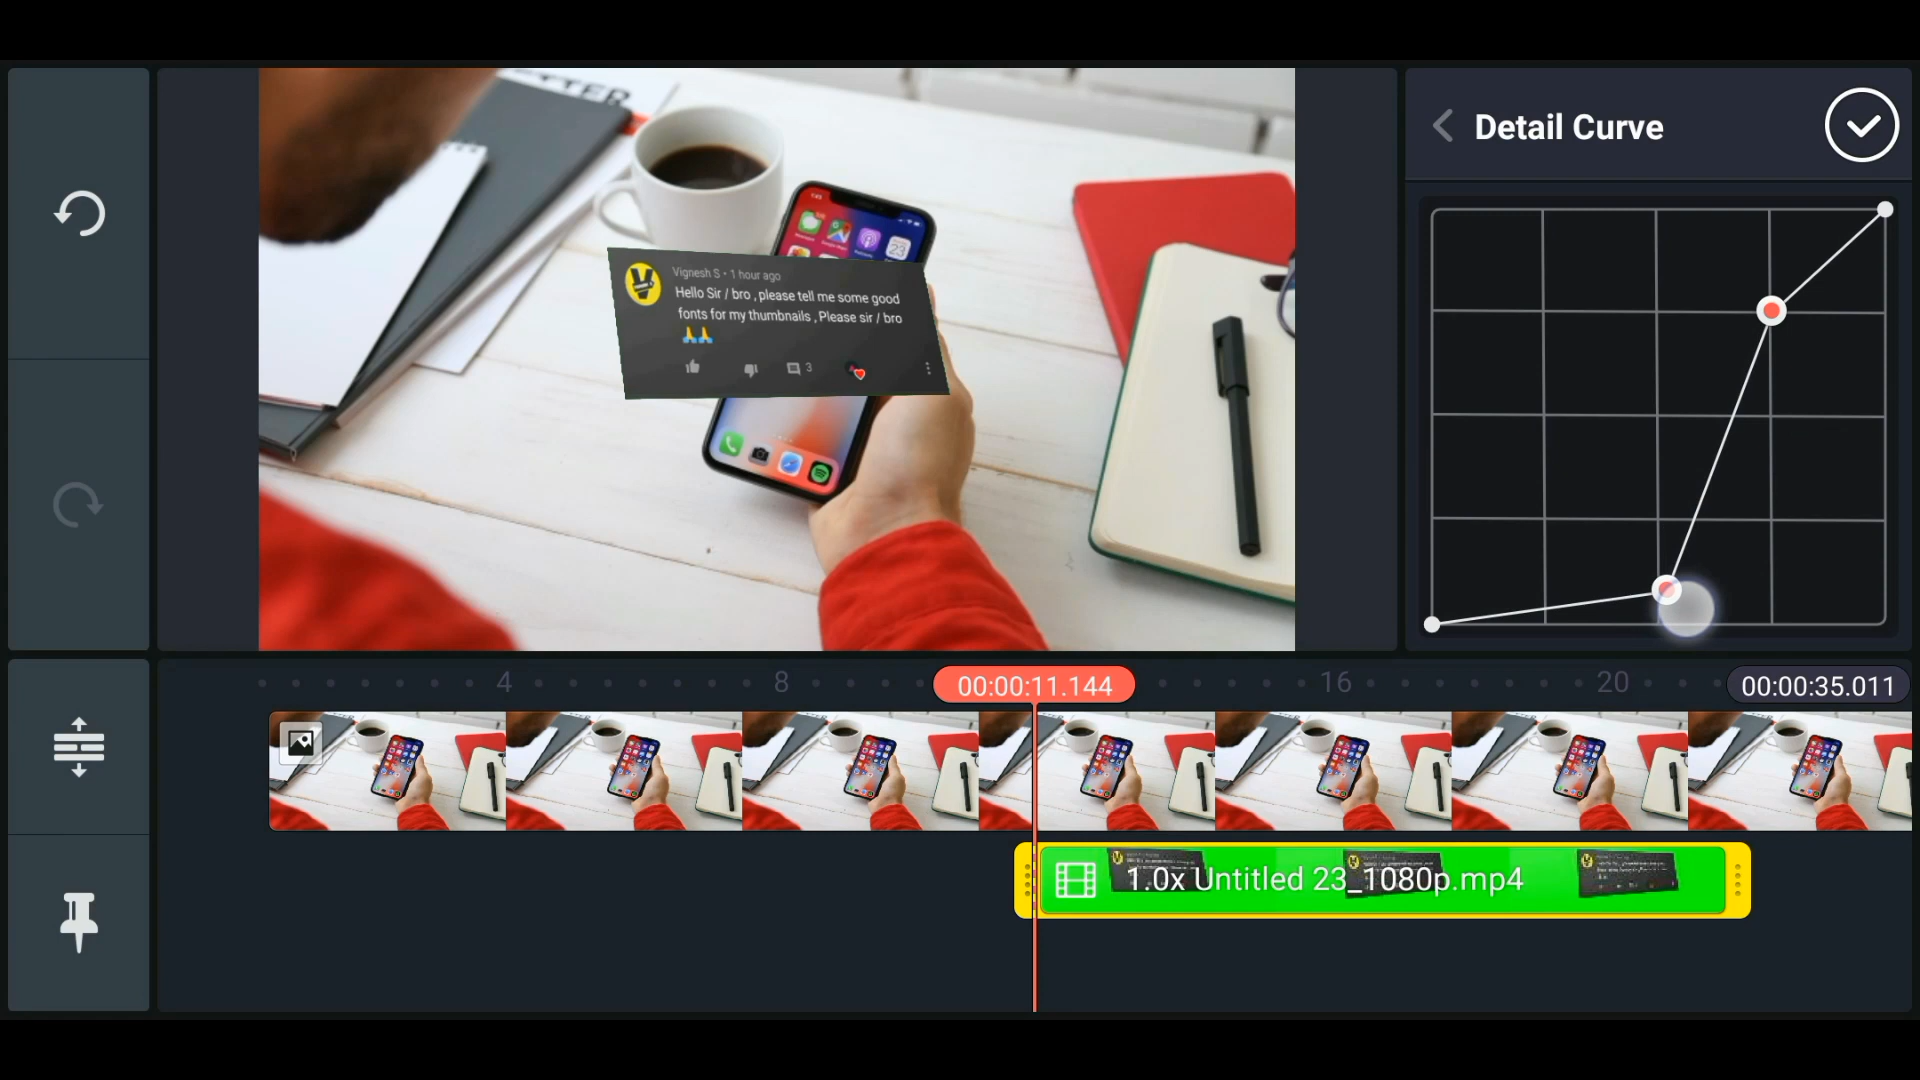 Detail Curve
TTER
23
Vignesh S • 1 hour ago
Hello Sir / bro , please tell me some good
fonts for my thumbnails , Please sir / bro
🙏🙏
3
4
8
00:00:11.144
16
20
00:00:35.011
1.0x Untitled 23_1080p.mp4